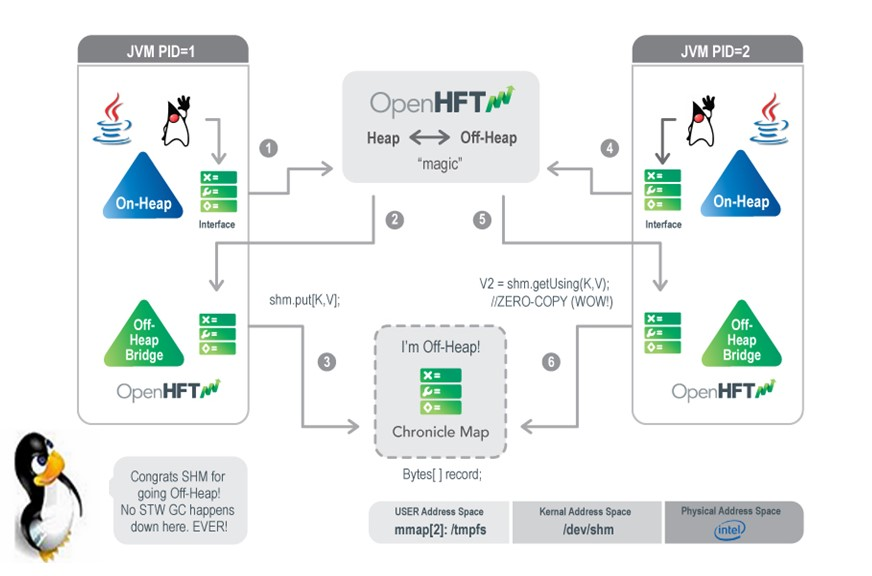 JVM PID=1
JVM PID=2
OpenHFT
Heap Off-Heap
“magic”
1
4
On-Heap
X=
Interface
On-Heap
X=
Interface
2
5
shm.put[K,V];
V2 = shm.getUsing(K,V);
//ZERO-COPY (WOW!)
X=
Off-
Heap
Bridge
OpenHFT
X=
Off-
Heap
Bridge
OpenHFT
3
6
I’m Off-Heap!
X=
Chronicle Map
Bytes[ ] record;
Congrats SHM for
going Off-Heap!
No STW GC happens
down here. EVER!
USER Address Space
mmap[2]: /tmpfs
Kernal Address Space
/dev/shm
Physical Address Space
intel